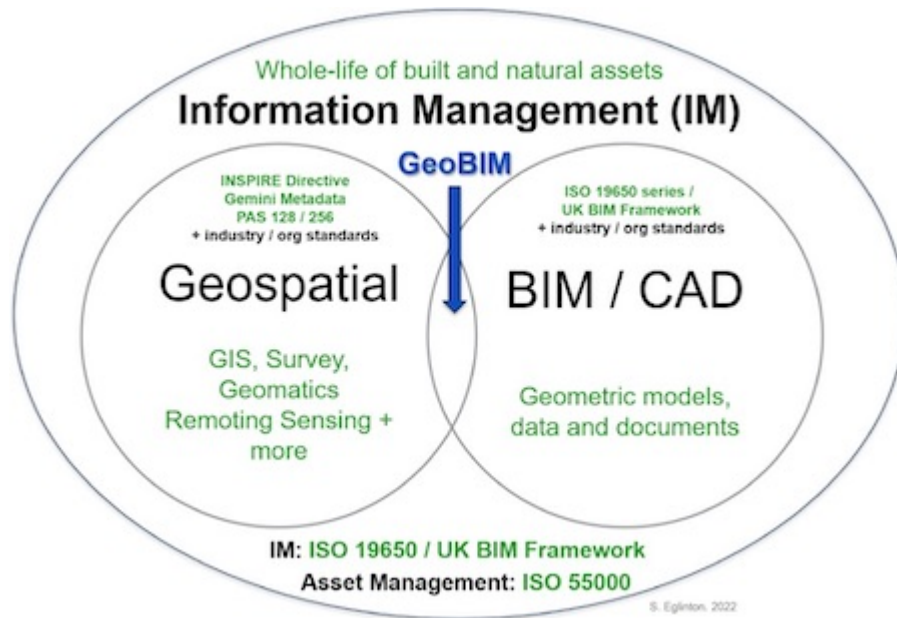 Whole-life of built and natural assets
Information Management (IM)
GeoBIM
INSPIRE Directive
Gemini Metadata
PAS 128 / 256
+ industry / org standards
Geospatial
GIS, Survey,
Geomatics
Remoting Sensing +
more
ISO 19650 series /
UK BIM Framework
+ industry / org standards
BIM / CAD
Geometric models,
data and documents
IM: ISO 19650 / UK BIM Framework
Asset Management: ISO 55000
S. Eglinton. 2022